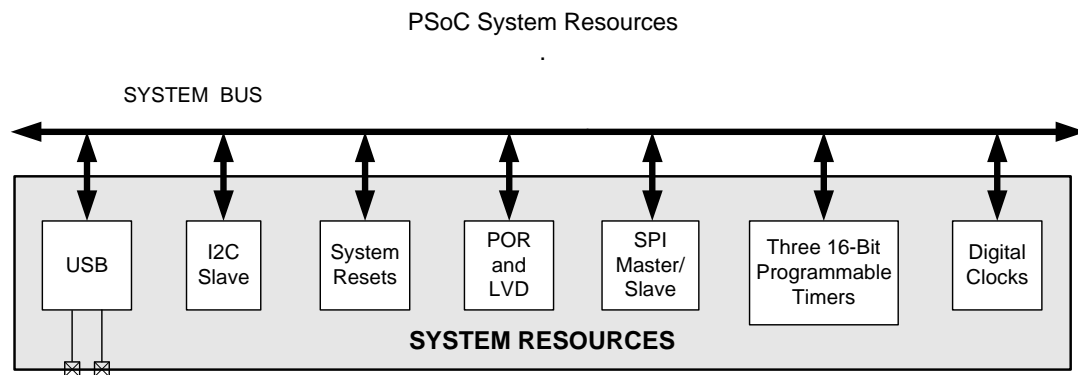 PSoC System Resources
.
SYSTEM BUS
USB
I2C
Slave
System
Resets
POR
and
LVD
SPI
Master/
Slave
Three 16-Bit
Programmable
Timers
Digital
Clocks
SYSTEM RESOURCES